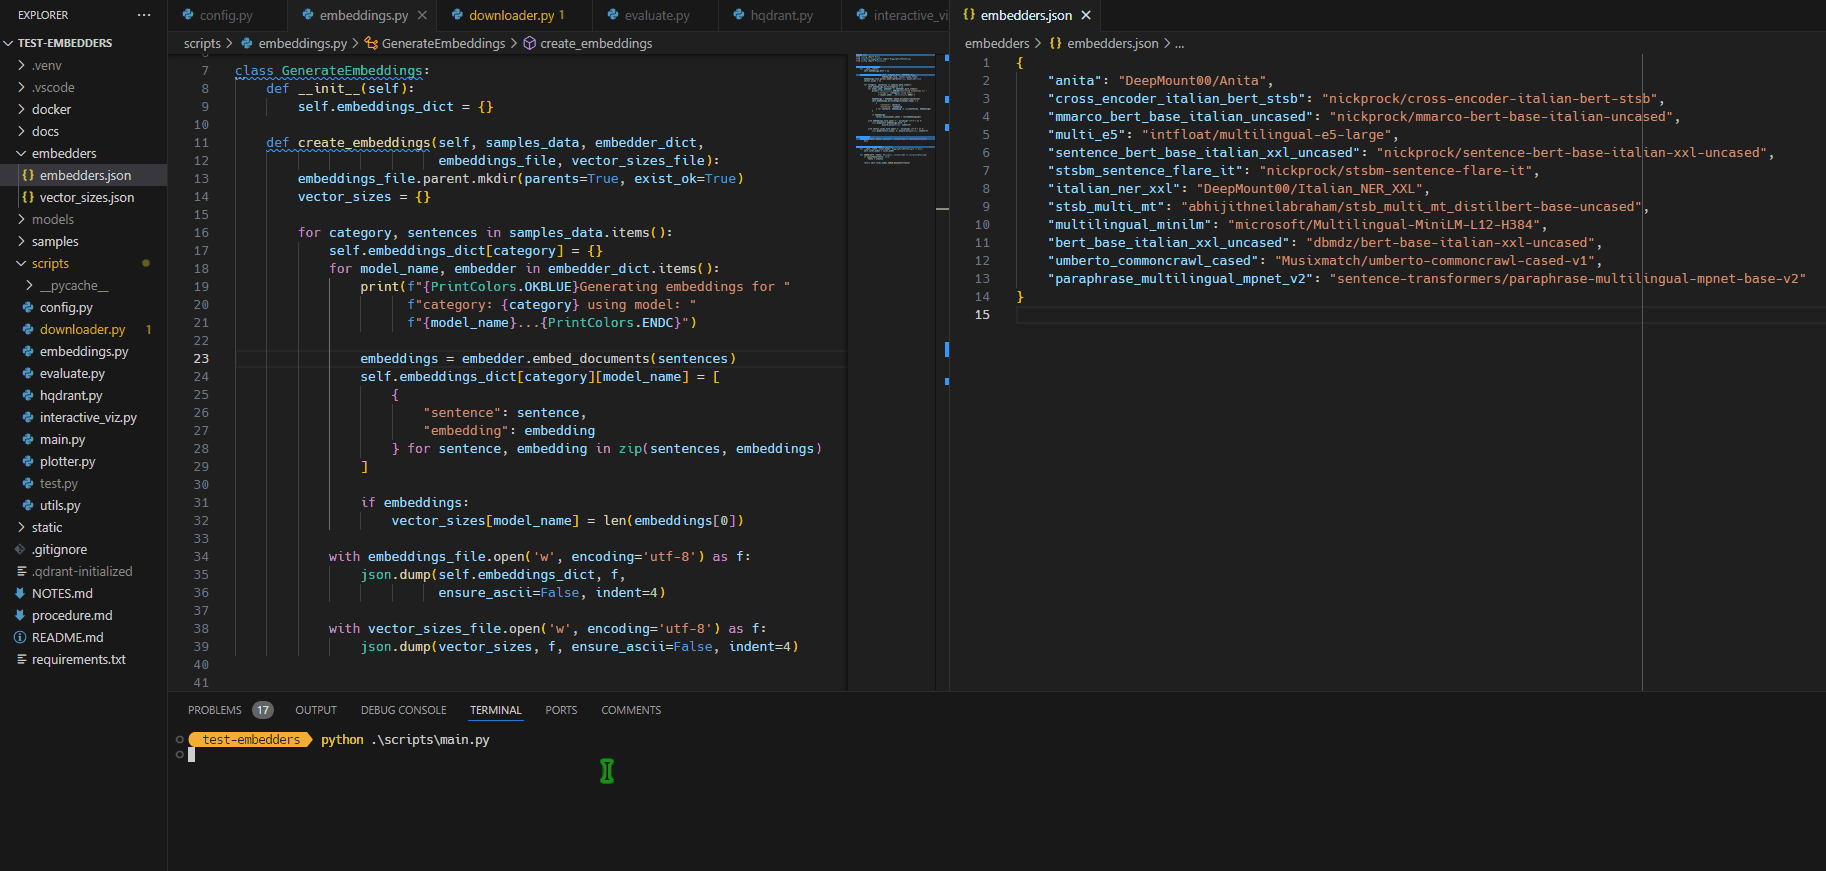 EXPLORER
TEST-EMBEDDERS
.venv
.vscode
docker
docs
embedders
embedders.json
vector_sizes.json
models
samples
scripts
__pycache__
config.py
downloader.py 1
embeddings.py
evaluate.py
hqdrant.py
interactive_viz.py
main.py
plotter.py
test.py
utils.py
static
.gitignore
.qdrant-initialized
NOTES.md
procedure.md
README.md
requirements.txt
config.py
embeddings.py
downloader.py 1
evaluate.py
hqdrant.py
interactive_vi
scripts > embeddings.py > GenerateEmbeddings > create_embeddings
7 class GenerateEmbeddings:
8 def __init__(self):
9 self.embeddings_dict = {}
10
11 def create_embeddings(self, samples_data, embedder_dict,
12 embeddings_file, vector_sizes_file):
13 embeddings_file.parent.mkdir(parents=True, exist_ok=True)
14 vector_sizes = {}
15
16 for category, sentences in samples_data.items():
17 self.embeddings_dict[category] = {}
18 for model_name, embedder in embedder_dict.items():
19 print(f"{PrintColors.OKBLUE}Generating embeddings for "
20 f"category: {category} using model: "
21 f"{model_name}...{PrintColors.ENDC}")
22
23 embeddings = embedder.embed_documents(sentences)
24 self.embeddings_dict[category][model_name] = [
25 {
26 "sentence": sentence,
27 "embedding": embedding
28 } for sentence, embedding in zip(sentences, embeddings)
29 ]
30
31 if embeddings:
32 vector_sizes[model_name] = len(embeddings[0])
33
34 with embeddings_file.open('w', encoding='utf-8') as f:
35 json.dump(self.embeddings_dict, f,
36 ensure_ascii=False, indent=4)
37
38 with vector_sizes_file.open('w', encoding='utf-8') as f:
39 json.dump(vector_sizes, f, ensure_ascii=False, indent=4)
40
41
embedders.json
embedders > embedders.json > ...
1 {
2 "anita": "DeepMount00/Anita",
3 "cross_encoder_italian_bert_stsb": "nickprock/cross-encoder-italian-bert-stsb",
4 "mmarco_bert_base_italian_uncased": "nickprock/mmarco-bert-base-italian-uncased",
5 "multi_e5": "intfloat/multilingual-e5-large",
6 "sentence_bert_base_italian_xxl_uncased": "nickprock/sentence-bert-base-italian-xxl-uncased",
7 "stsbm_sentence_flare_it": "nickprock/stsbm-sentence-flare-it",
8 "italian_ner_xxl": "DeepMount00/Italian_NER_XXL",
9 "stsb_multi_mt": "abhijithneilabraham/stsb_multi_mt_distilbert-base-uncased",
10 "multilingual_minilm": "microsoft/Multilingual-MiniLM-L12-H384",
11 "bert_base_italian_xxl_uncased": "dbmdz/bert-base-italian-xxl-uncased",
12 "umberto_commoncrawl_cased": "Musixmatch/umberto-commoncrawl-cased-v1",
13 "paraphrase_multilingual_mpnet_v2": "sentence-transformers/paraphrase-multilingual-mpnet-base-v2"
14 }
15
PROBLEMS 17 OUTPUT DEBUG CONSOLE TERMINAL PORTS COMMENTS
test-embedders python .\scripts\main.py